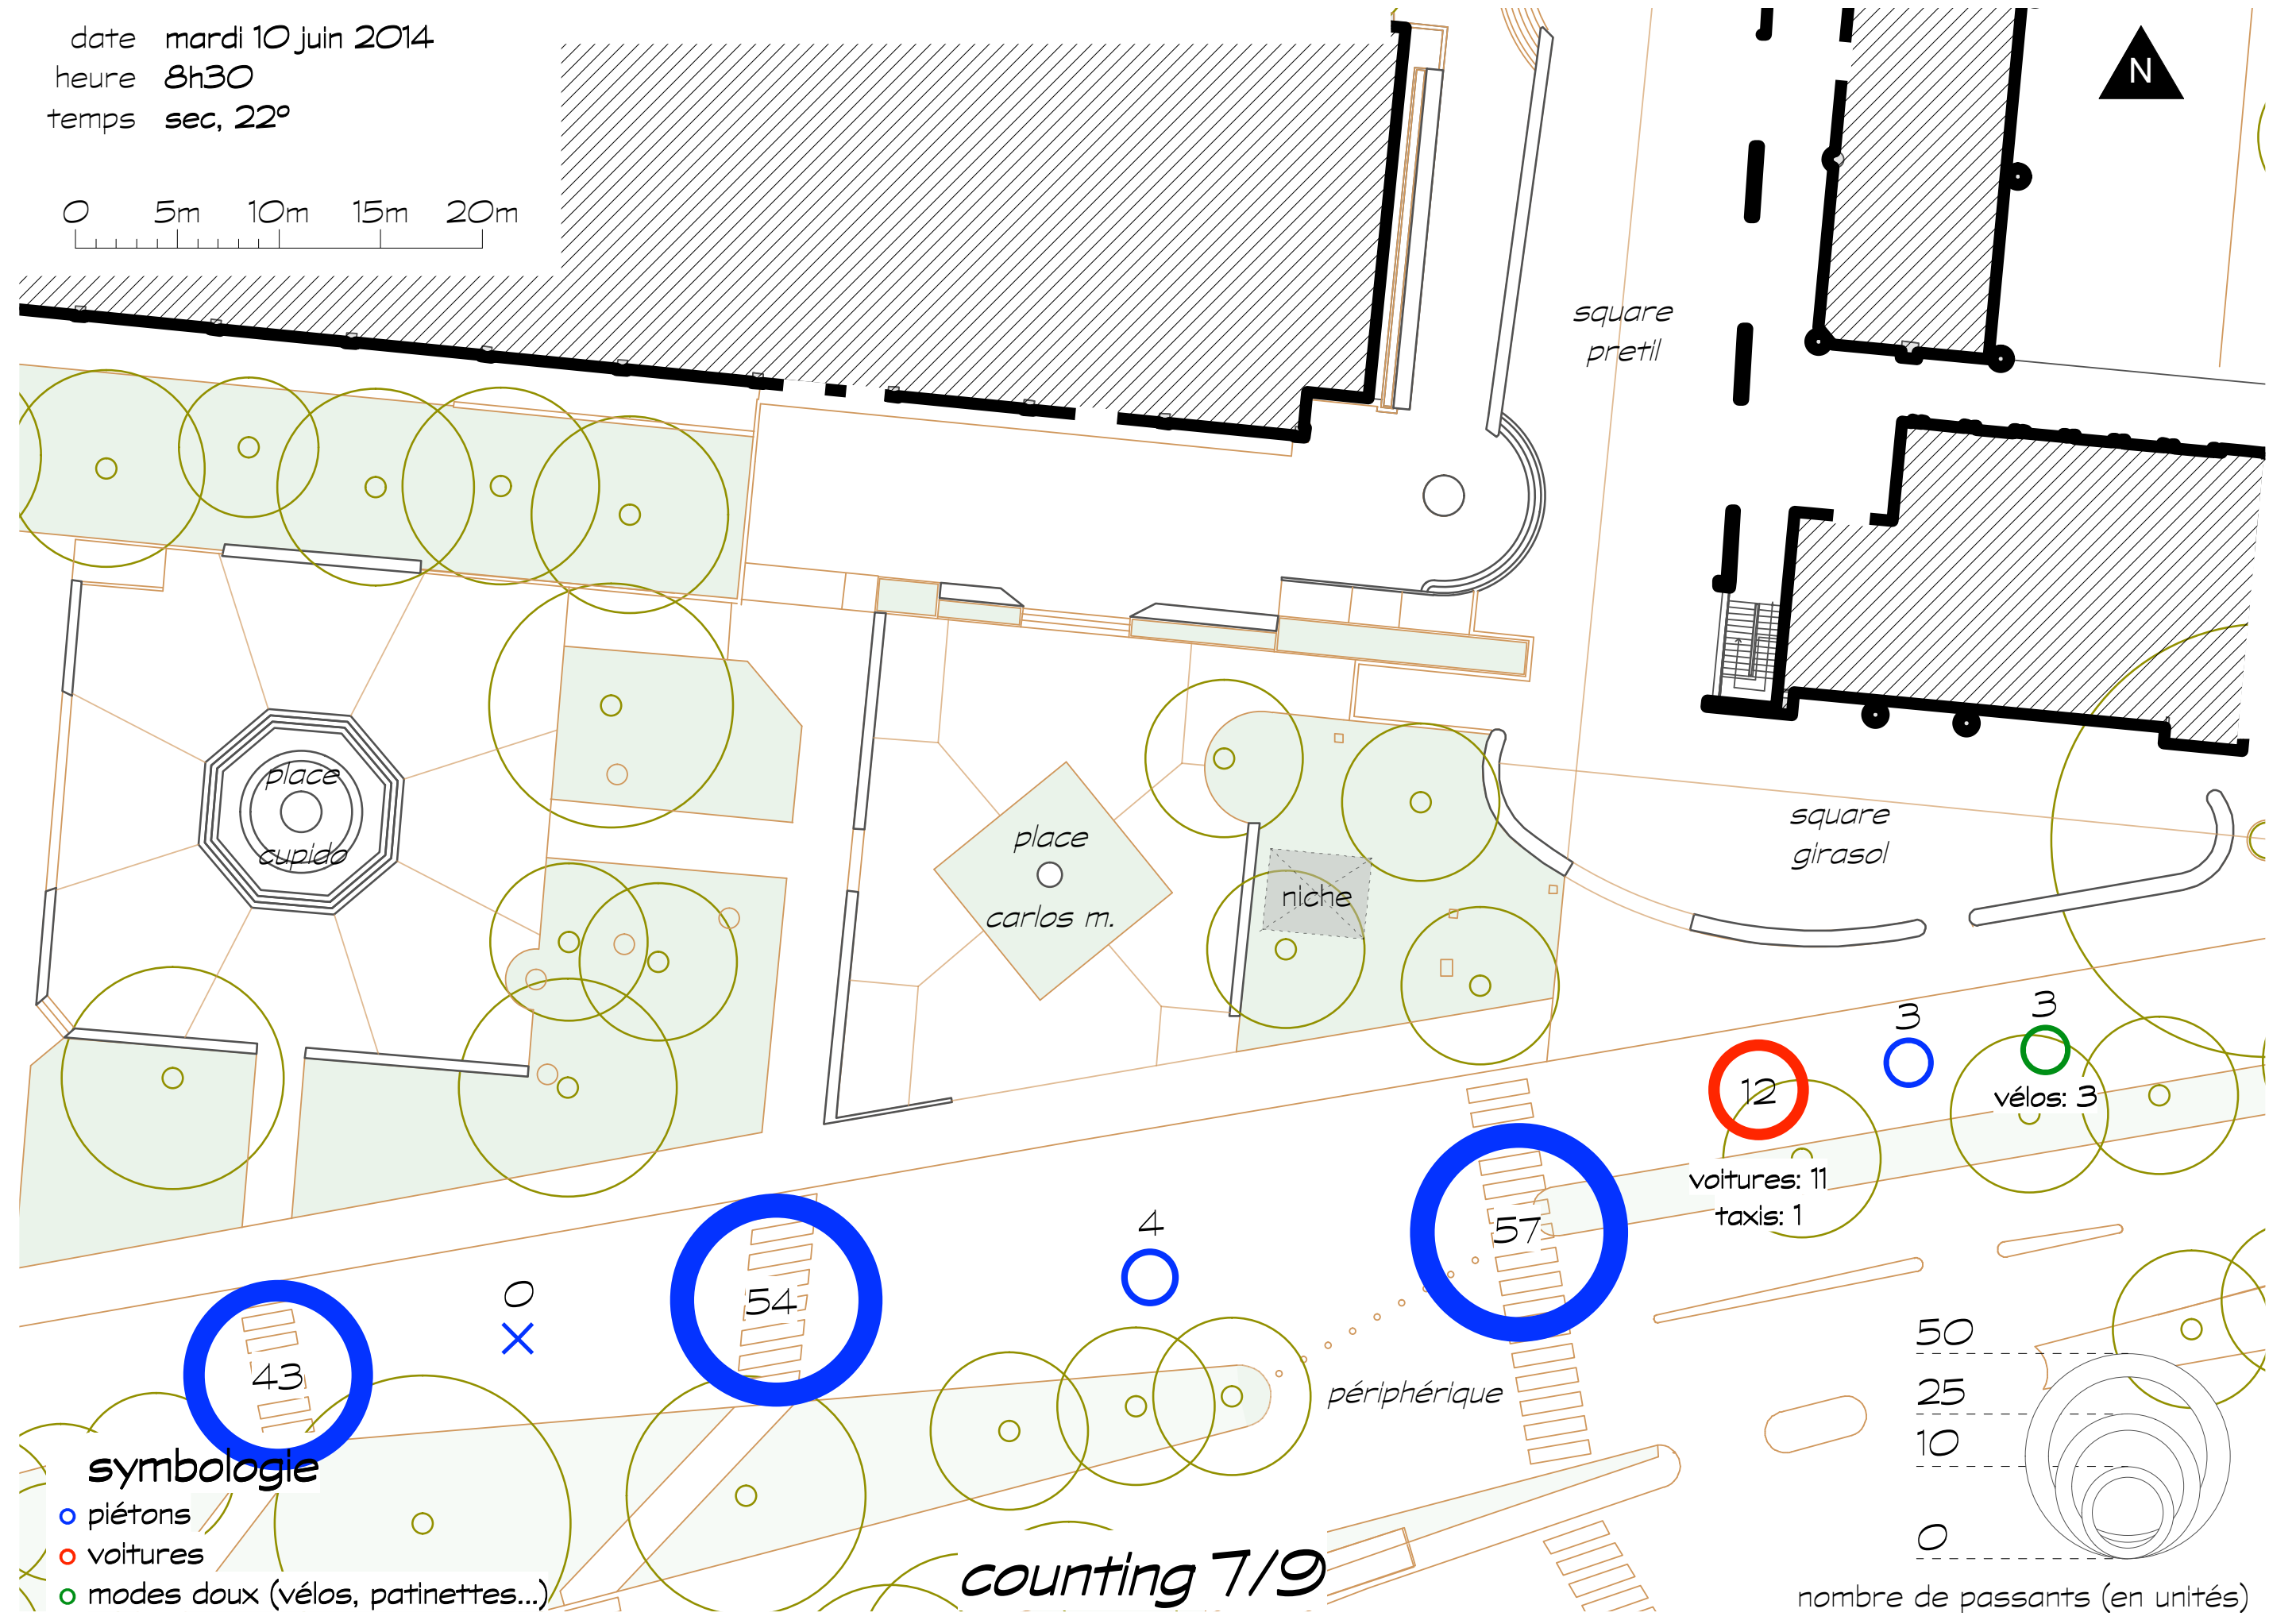 date mardi 10 juin 2014
heure 8h30
temps sec, 22°
0 5m 10m 15m 20m
N
square
pretil
place
cupido
place
carlos m.
niche
square
girasol
3
3
12
vélos: 3
voitures: 11
taxis: 1
4
57
0
54
43
périphérique
symbologie
piétons
voitures
modes doux (vélos, patinettes...)
counting 7/9
50
25
10
0
nombre de passants (en unités)